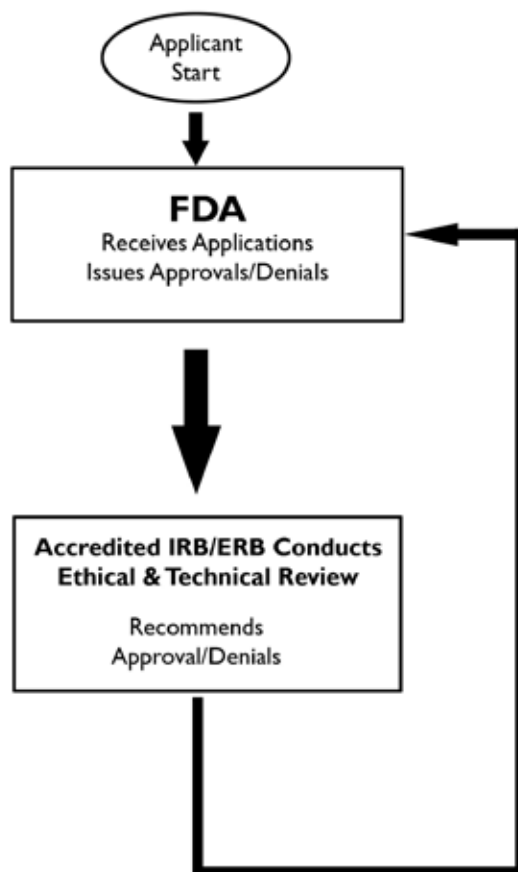 Applicant
Start
FDA
Receives Applications
Issues Approvals/Denials
Accredited IRB/ERB Conducts
Ethical & Technical Review
Recommends
Approval/Denials